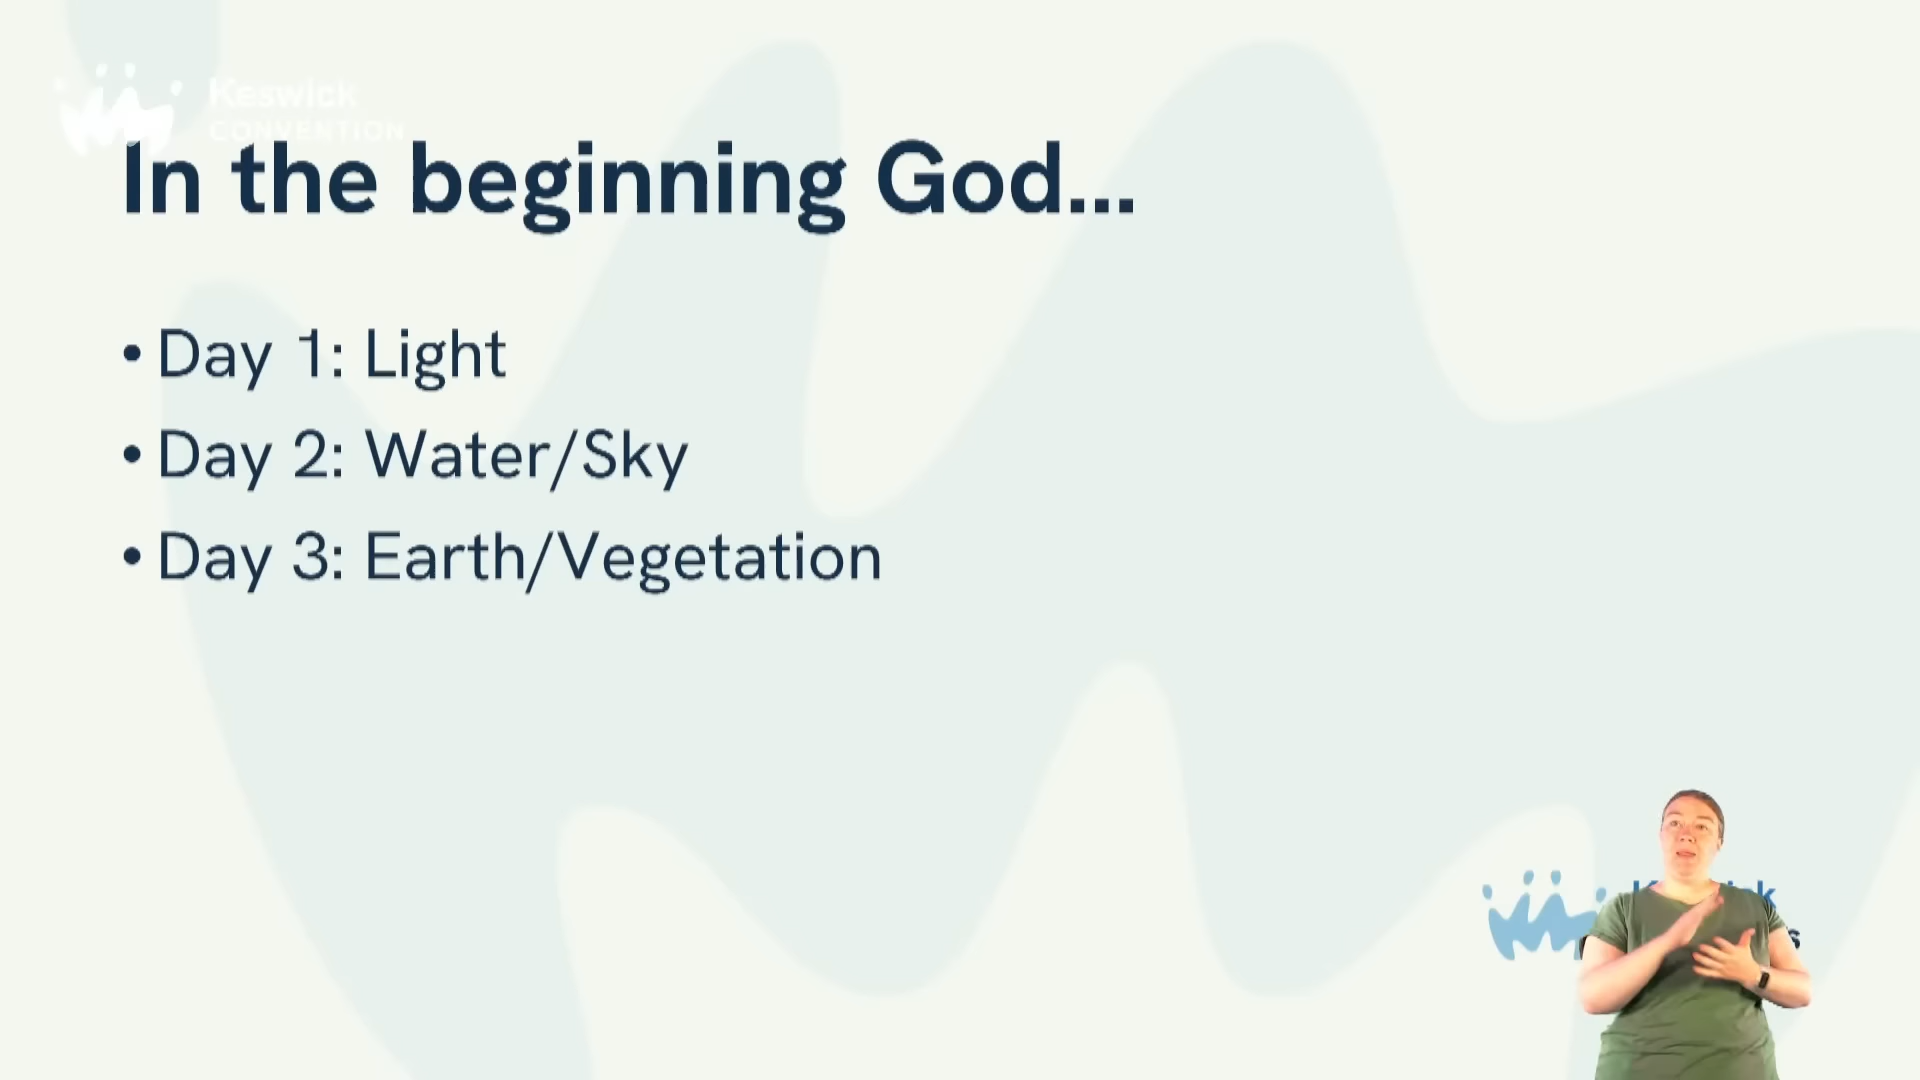 Keswick
CONVENTION
In the beginning God...
• Day 1: Light
• Day 2: Water/Sky
• Day 3: Earth/Vegetation